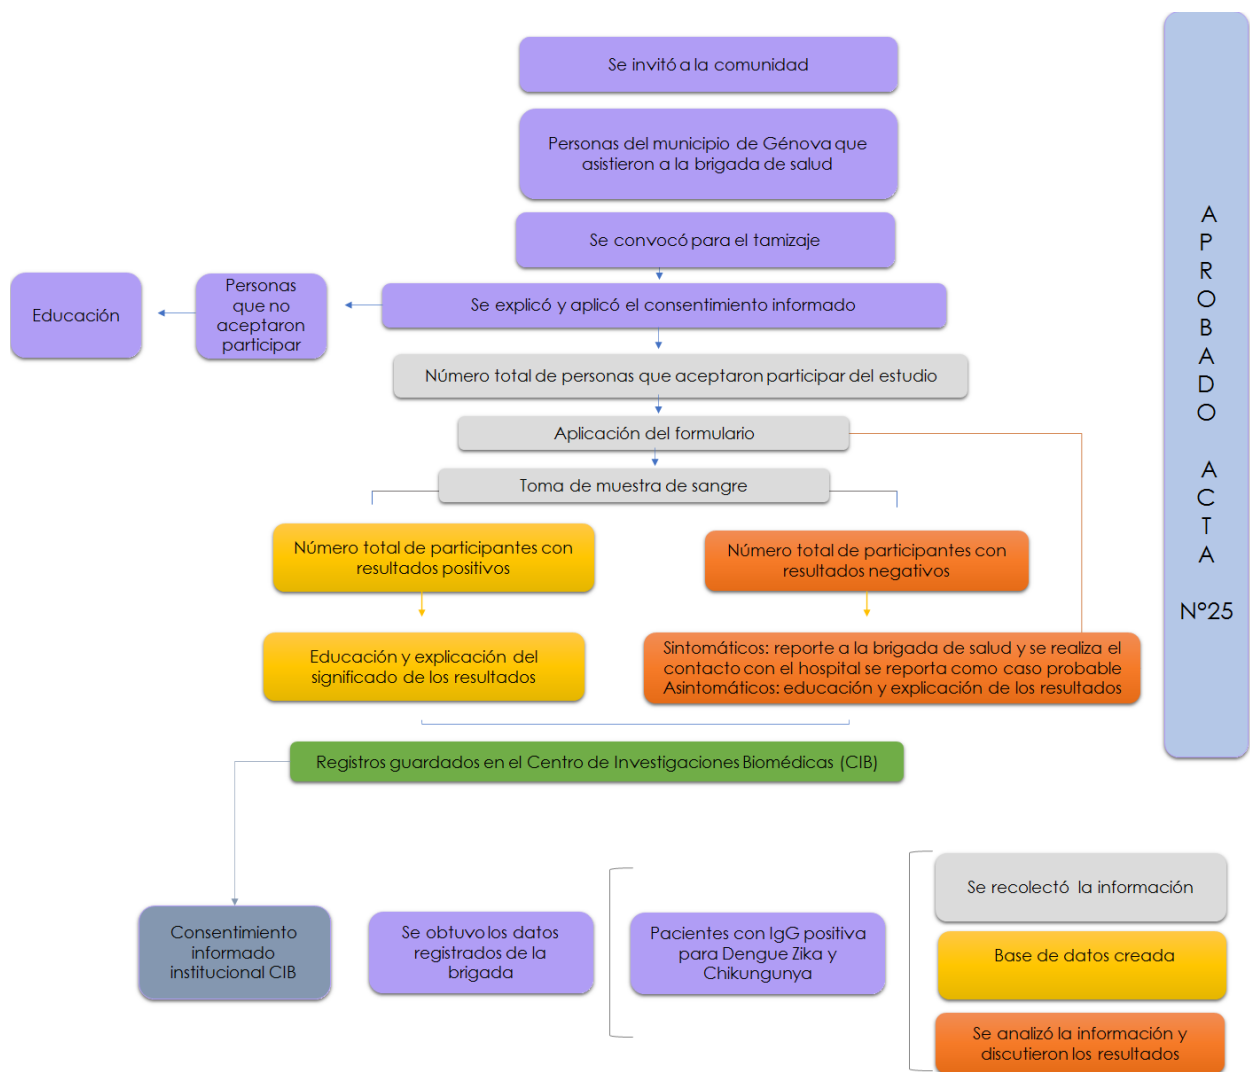 Se invitó a la comunidad
Personas del municipio de Génova que
asistieron a la brigada de salud
Se convocó para el tamizaje
Se explicó y aplicó el consentimiento informado
Personas
que no
aceptaron
participar
Educación
Número total de personas que aceptaron participar del estudio
Aplicación del formulario
Toma de muestra de sangre
Número total de participantes con
resultados positivos
Número total de participantes con
resultados negativos
Educación y explicación del
significado de los resultados
Sintomáticos: reporte a la brigada de salud y se realiza el
contacto con el hospital se reporta como caso probable
Asintomáticos: educación y explicación de los resultados
Registros guardados en el Centro de Investigaciones Biomédicas (CIB)
Consentimiento
informado
institucional CIB
Se obtuvo los datos
registrados de la
brigada
Pacientes con IgG positiva
para Dengue Zika y
Chikungunya
Se recolectó la información
Base de datos creada
Se analizó la información y
discutieron los resultados
A
P
R
O
B
A
D
O
A
C
T
A
N°25